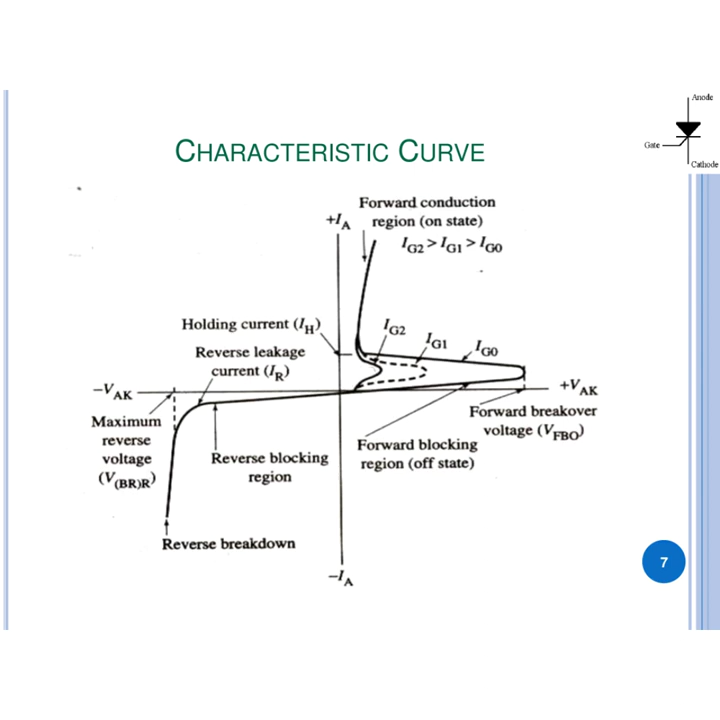 Anode
Gate
Cathode
CHARACTERISTIC CURVE
Forward conduction
region (on state)
+IA
IG2 > IG1 > IG0
Holding current (IH)
IG2
IG1
IG0
Reverse leakage
current (IR)
−VAK
+VAK
Maximum
reverse
voltage
(V(BR)R)
Forward breakover
voltage (VFBO)
Reverse blocking
region
Forward blocking
region (off state)
Reverse breakdown
−IA
7